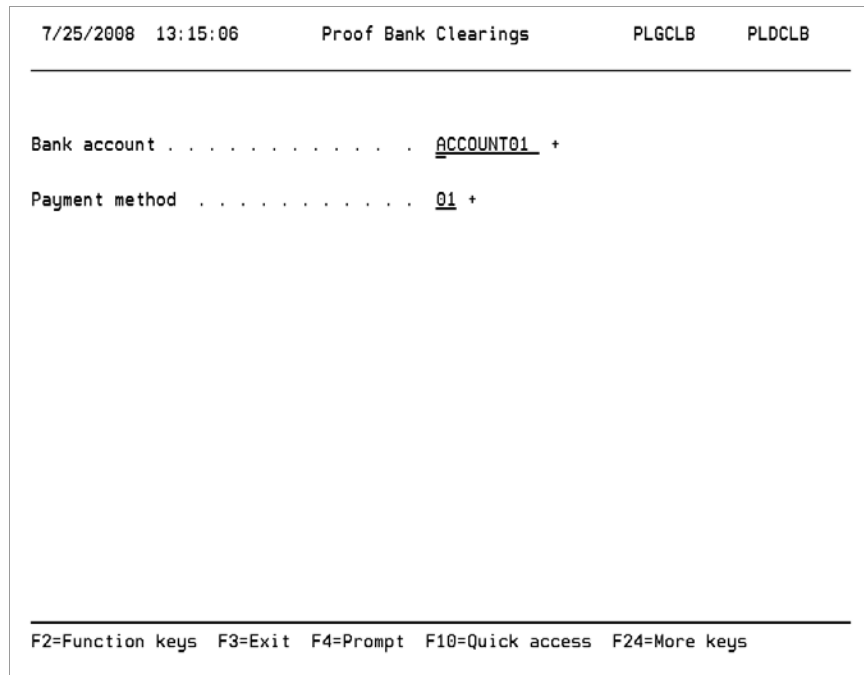 7/25/2008 13:15:06 Proof Bank Clearings PLGCLB PLDCLB
Bank account . . . . . . . . . . . . ACCOUNT01 +
Payment method . . . . . . . . . . . 01 +
F2=Function keys F3=Exit F4=Prompt F10=Quick access F24=More keys